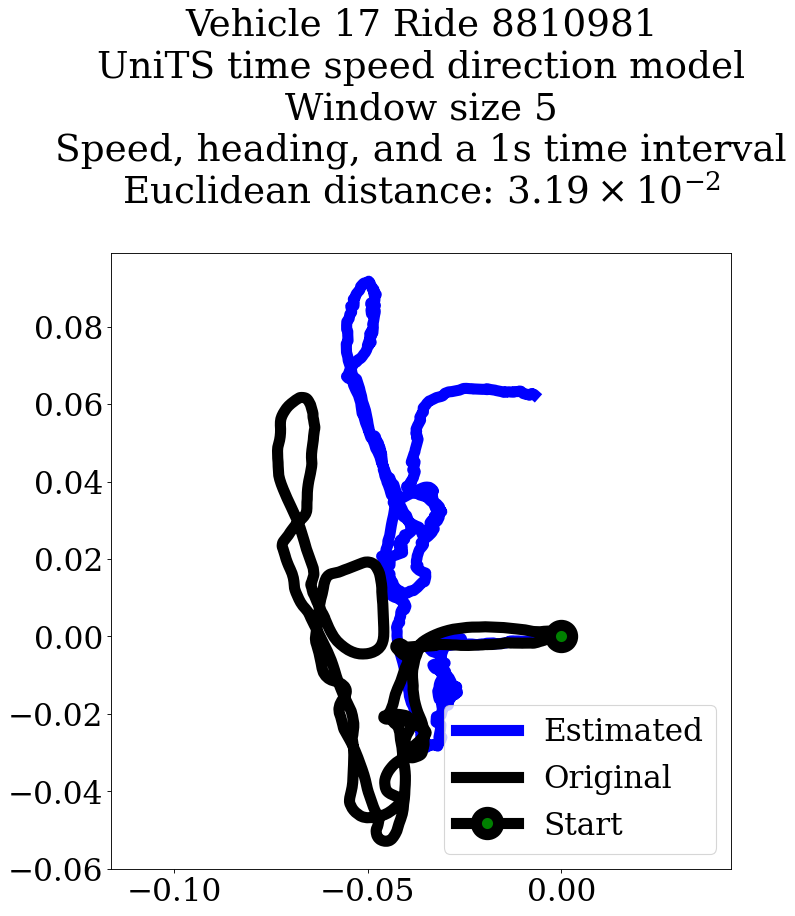 Vehicle 17 Ride 8810981
UniTS time speed direction model
Window size 5
Speed, heading, and a 1s time interval
Euclidean distance: 3.19 × 10⁻²
0.08
0.06
0.04
0.02
0.00
−0.02
−0.04
−0.06
−0.10
−0.05
0.00
Estimated
Original
Start